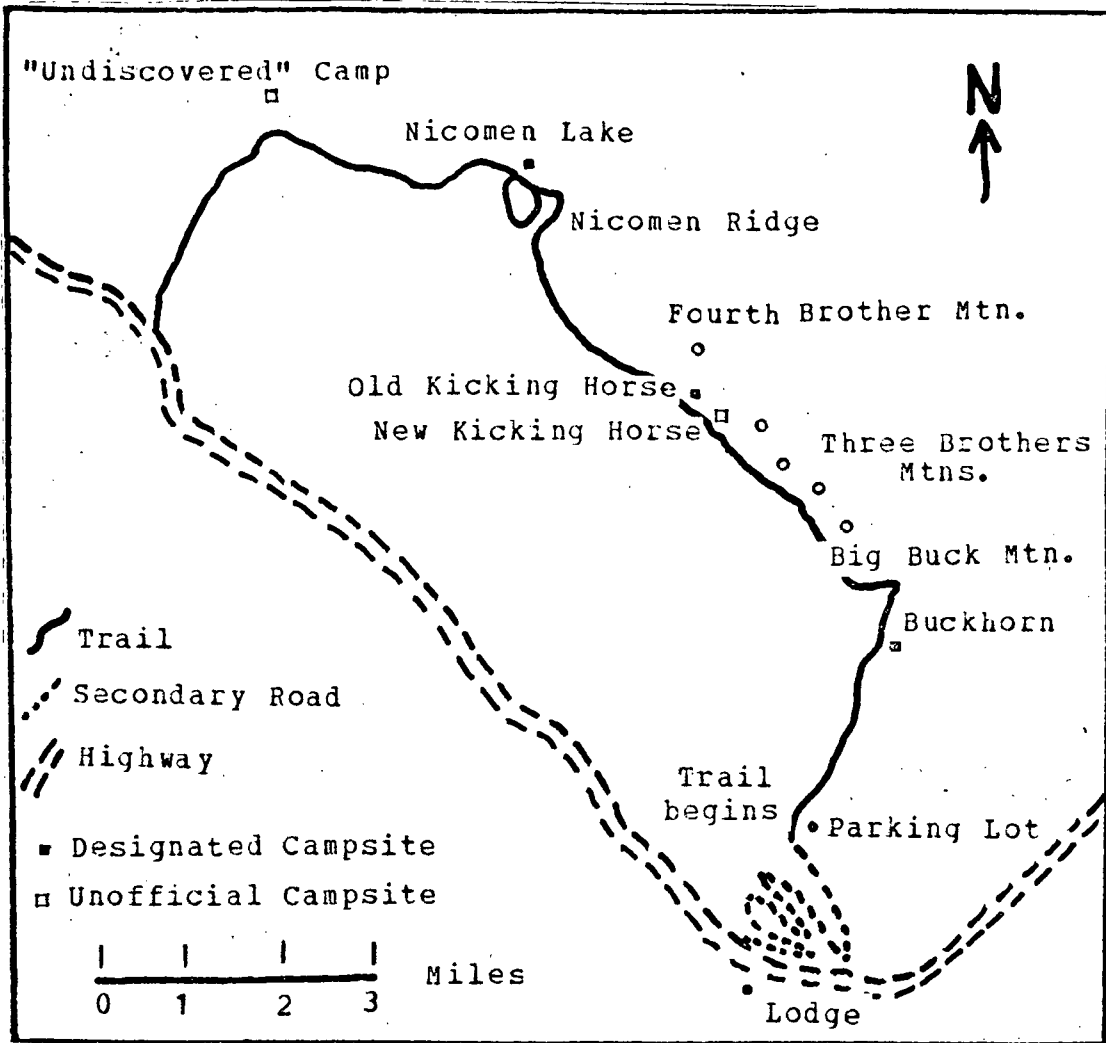 "Undiscovered" Camp
N
Nicomen Lake
Nicomen Ridge
Fourth Brother Mtn.
Old Kicking Horse
New Kicking Horse
Three Brothers
Mtns.
Big Buck Mtn.
Buckhorn
Trail
Secondary Road
Highway
Trail
begins
Parking Lot
Designated Campsite
Unofficial Campsite
Miles
0 1 2 3
Lodge